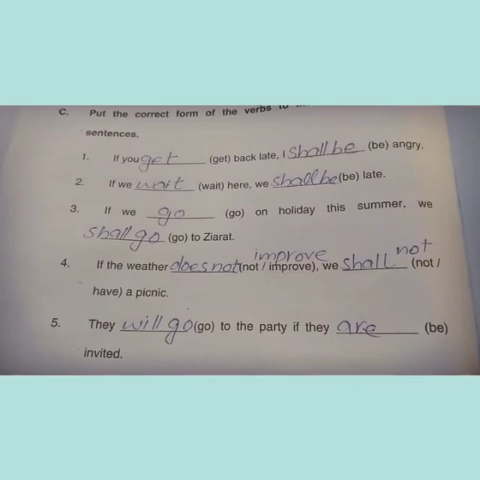 C. Put the correct form of the verbs to
sentences.
1. If you get (get) back late, I shall be (be) angry.
2. If we wait (wait) here, we shall be (be) late.
3. If we go (go) on holiday this summer, we
shall go (go) to Ziarat.
improve not
4. If the weather does not (not / improve), we shall (not /
have) a picnic.
5. They will go (go) to the party if they are (be)
invited.